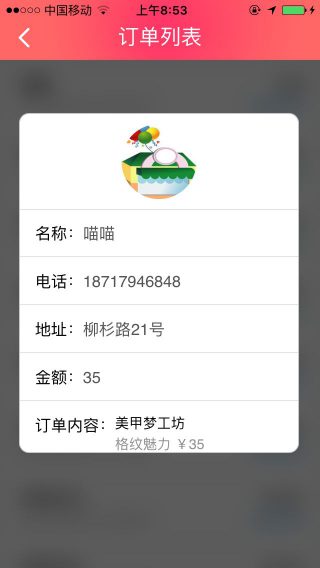 中国移动
上午8:53
订单列表
名称：喵喵
电话：18717946848
地址：柳杉路21号
金额：35
订单内容：美甲梦工坊
格纹魅力 ￥35